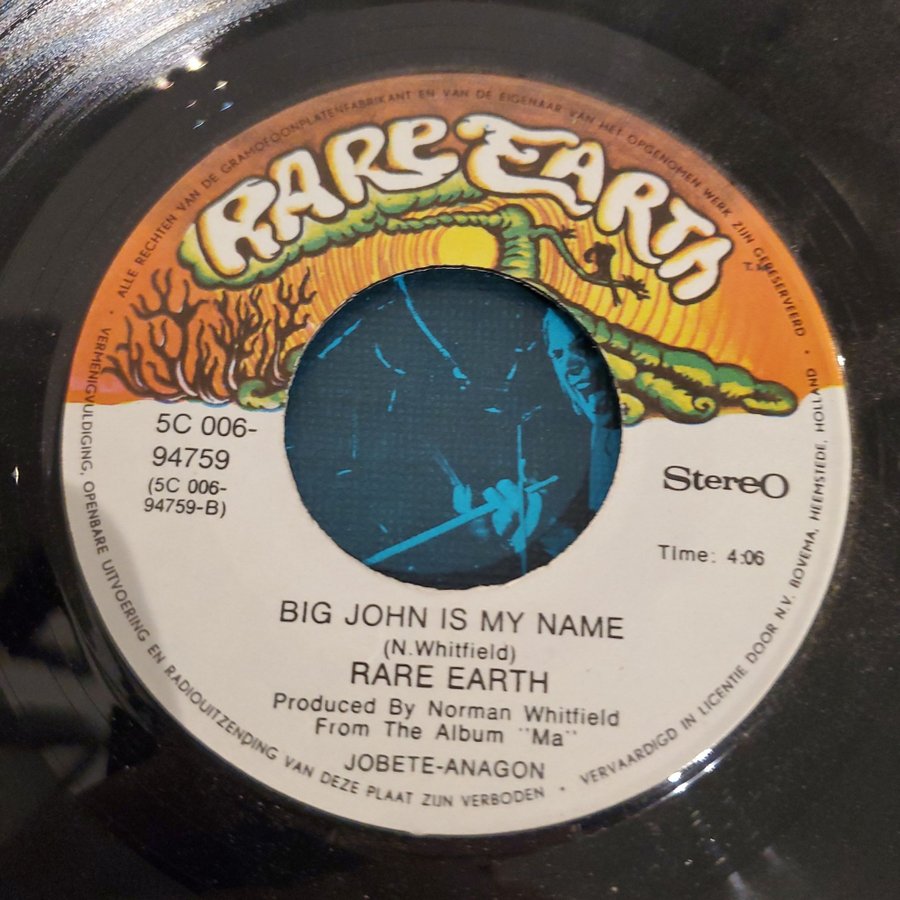 ALLE RECHTEN VAN DE GRAMOFOONPLATENFABRIKANT EN VAN DE EIGENAAR VAN HET OPGENOMEN WERK ZIJN GERESERVEERD
RARE EARTH
5C 006-
94759
(5C 006-
94759-B)
Stereo
Time: 4:06
BIG JOHN IS MY NAME
(N.Whitfield)
RARE EARTH
Produced By Norman Whitfield
From The Album "Ma"
JOBETE-ANAGON
VERMENIGVULDIGING, OPENBARE UITVOERING EN RADIOUITZENDING VAN DEZE PLAAT ZIJN VERBODEN • VERVAARDIGD IN LICENTIE DOOR N.V. BOVEMA, HEEMSTEDE, HOLLAND